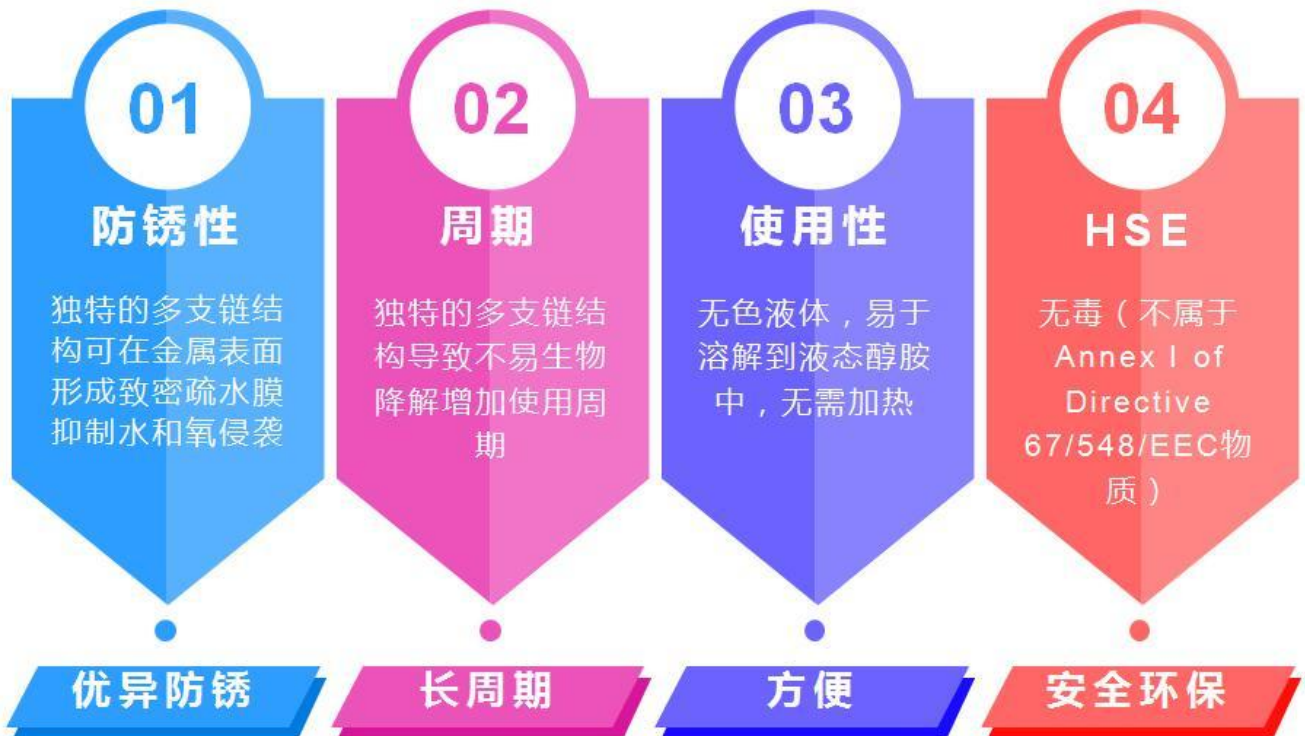 01
防锈性
独特的多支链结
构可在金属表面
形成致密疏水膜
抑制水和氧侵袭
优异防锈
02
周期
独特的多支链结
构导致不易生物
降解增加使用周
期
长周期
03
使用性
无色液体，易于
溶解到液态醇胺
中，无需加热
方便
04
HSE
无毒（不属于
Annex I of
Directive
67/548/EEC物
质）
安全环保